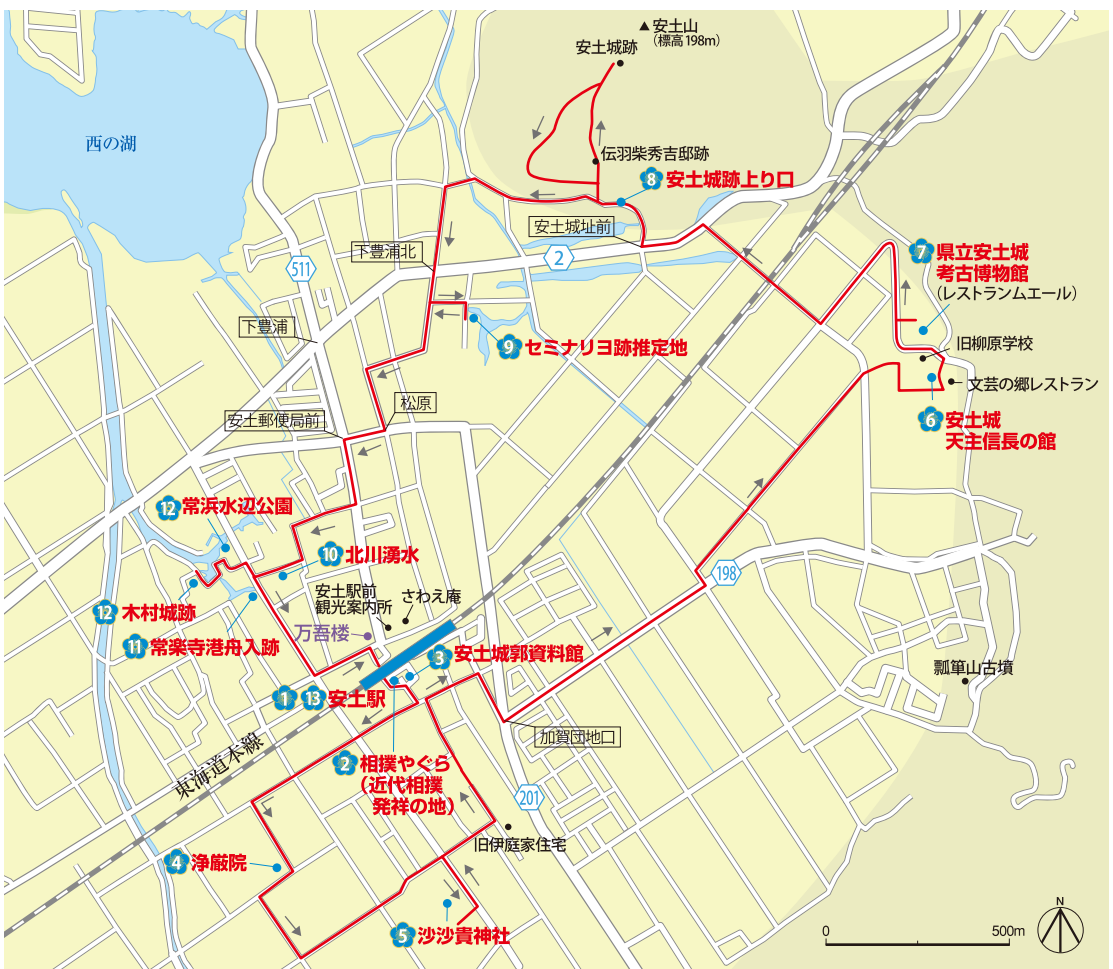 ▲安土山
(標高198m)
安土城跡
西の湖
伝羽柴秀吉邸跡
8 安土城跡上り口
安土城址前
下豊浦北
2
511
7 県立安土城
考古博物館
(レストランムエール)
下豊浦
9 セミナリヨ跡推定地
旧柳原学校
文芸の郷レストラン
松原
安土郵便局前
6 安土城
天主信長の館
12 常浜水辺公園
10 北川湧水
198
安土駅前
観光案内所
さわえ庵
12 木村城跡
万吾楼
11 常楽寺港舟入跡
3 安土城郭資料館
瓢箪山古墳
1 13 安土駅
加賀団地口
東海道本線
2 相撲やぐら
(近代相撲
発祥の地)
201
旧伊庭家住宅
4 浄厳院
5 沙沙貴神社
N
0 500m